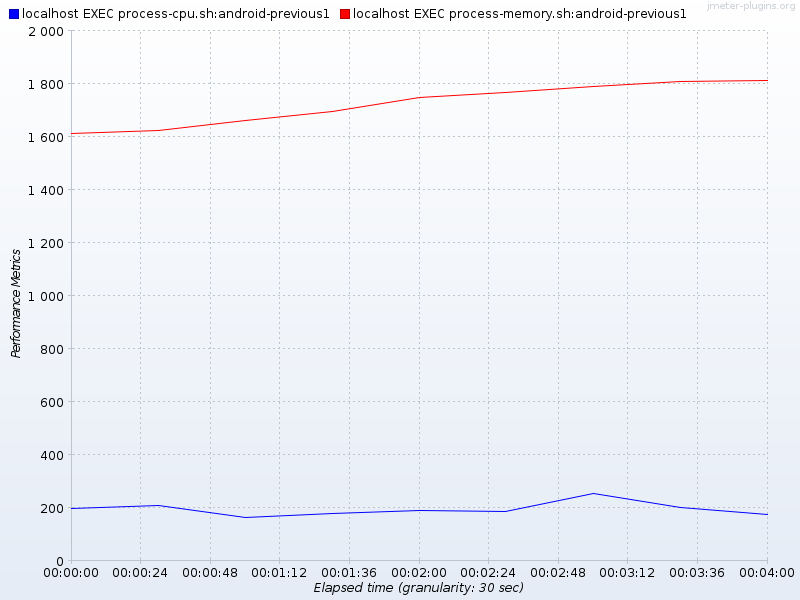 jmeter-plugins.org
localhost EXEC process-cpu.sh:android-previous1 localhost EXEC process-memory.sh:android-previous1
2 000
1 800
1 600
1 400
1 200
1 000
800
600
400
200
0
Performance Metrics
00:00:00 00:00:24 00:00:48 00:01:12 00:01:36 00:02:00 00:02:24 00:02:48 00:03:12 00:03:36 00:04:00
Elapsed time (granularity: 30 sec)